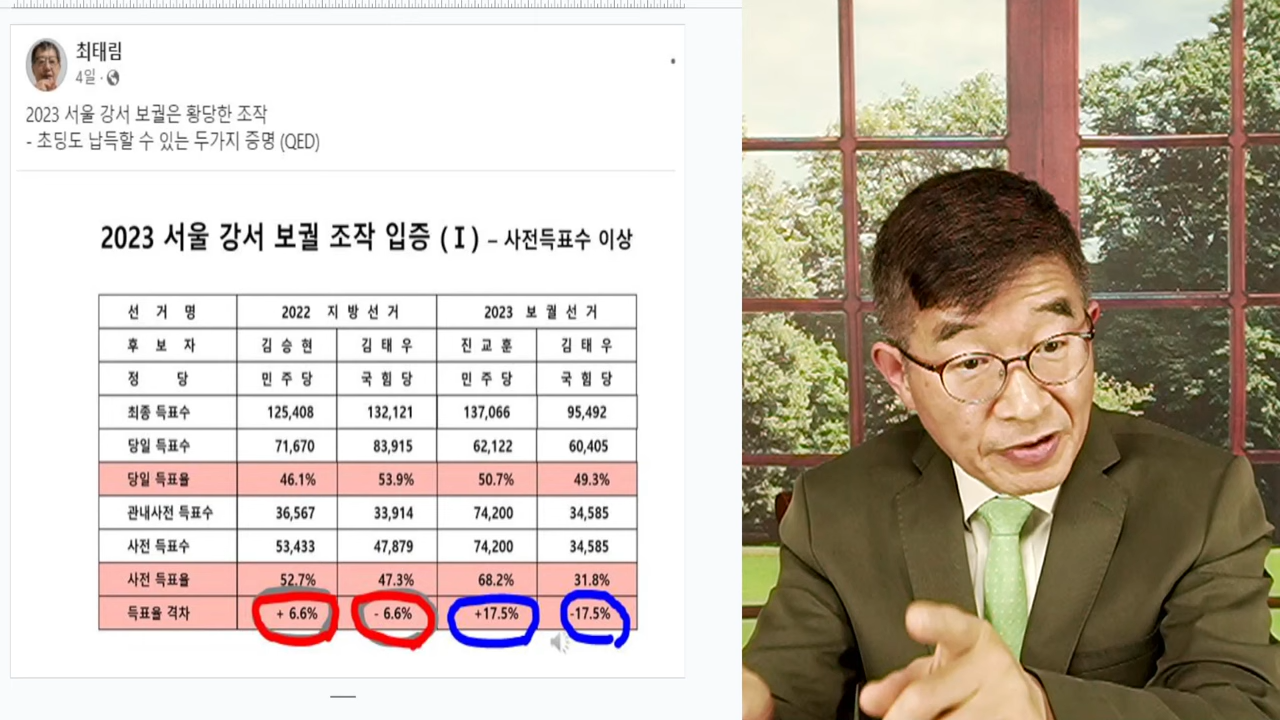 최태림
4일 ·
2023 서울 강서 보궐은 황당한 조작
- 초딩도 납득할 수 있는 두가지 증명 (QED)
2023 서울 강서 보궐 조작 입증 ( I ) – 사전득표수 이상
선 거 명 2022 지 방 선 거 2023 보 궐 선 거
후 보 자 김 승 현 김 태 우 진 교 훈 김 태 우
정 당 민 주 당 국 힘 당 민 주 당 국 힘 당
최종 득표수 125,408 132,121 137,066 95,492
당일 득표수 71,670 83,915 62,122 60,405
당일 득표율 46.1% 53.9% 50.7% 49.3%
관내사전 득표수 36,567 33,914 74,200 34,585
사전 득표수 53,433 47,879 74,200 34,585
사전 득표율 52.7% 47.3% 68.2% 31.8%
득표율 격차 + 6.6% - 6.6% +17.5% -17.5%